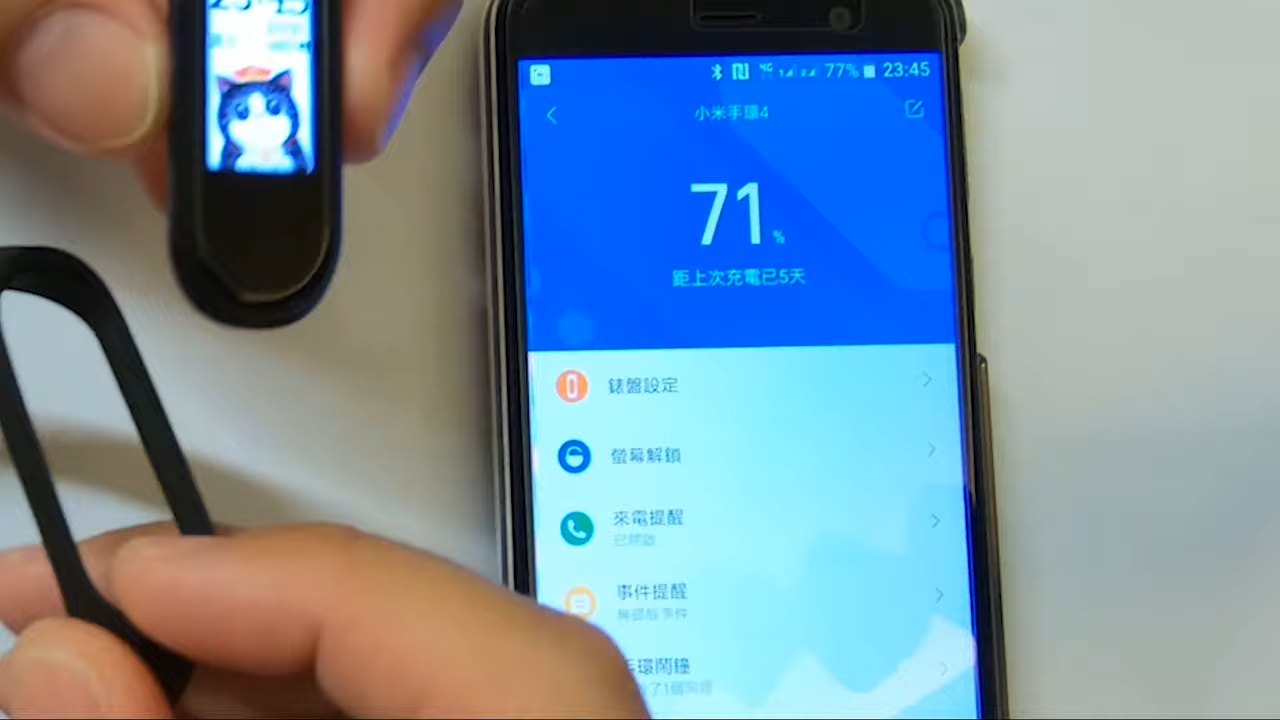 77% 23:45
小米手環4
71%
距上次充電已5天
錶盤設定
螢幕解鎖
來電提醒
已開啟
事件提醒
手環鬧鐘